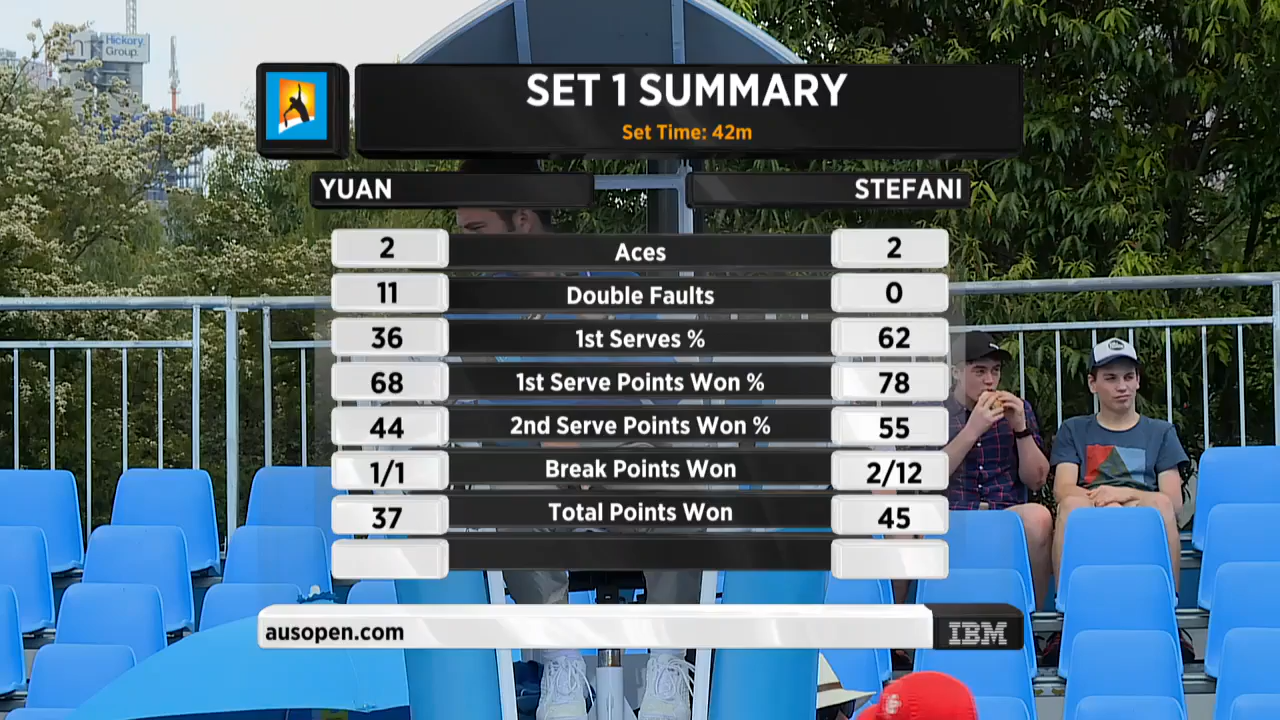 Hickory
Group.
SET 1 SUMMARY
Set Time: 42m
YUAN STEFANI
2 Aces 2
11 Double Faults 0
36 1st Serves % 62
68 1st Serve Points Won % 78
44 2nd Serve Points Won % 55
1/1 Break Points Won 2/12
37 Total Points Won 45
ausopen.com IBM